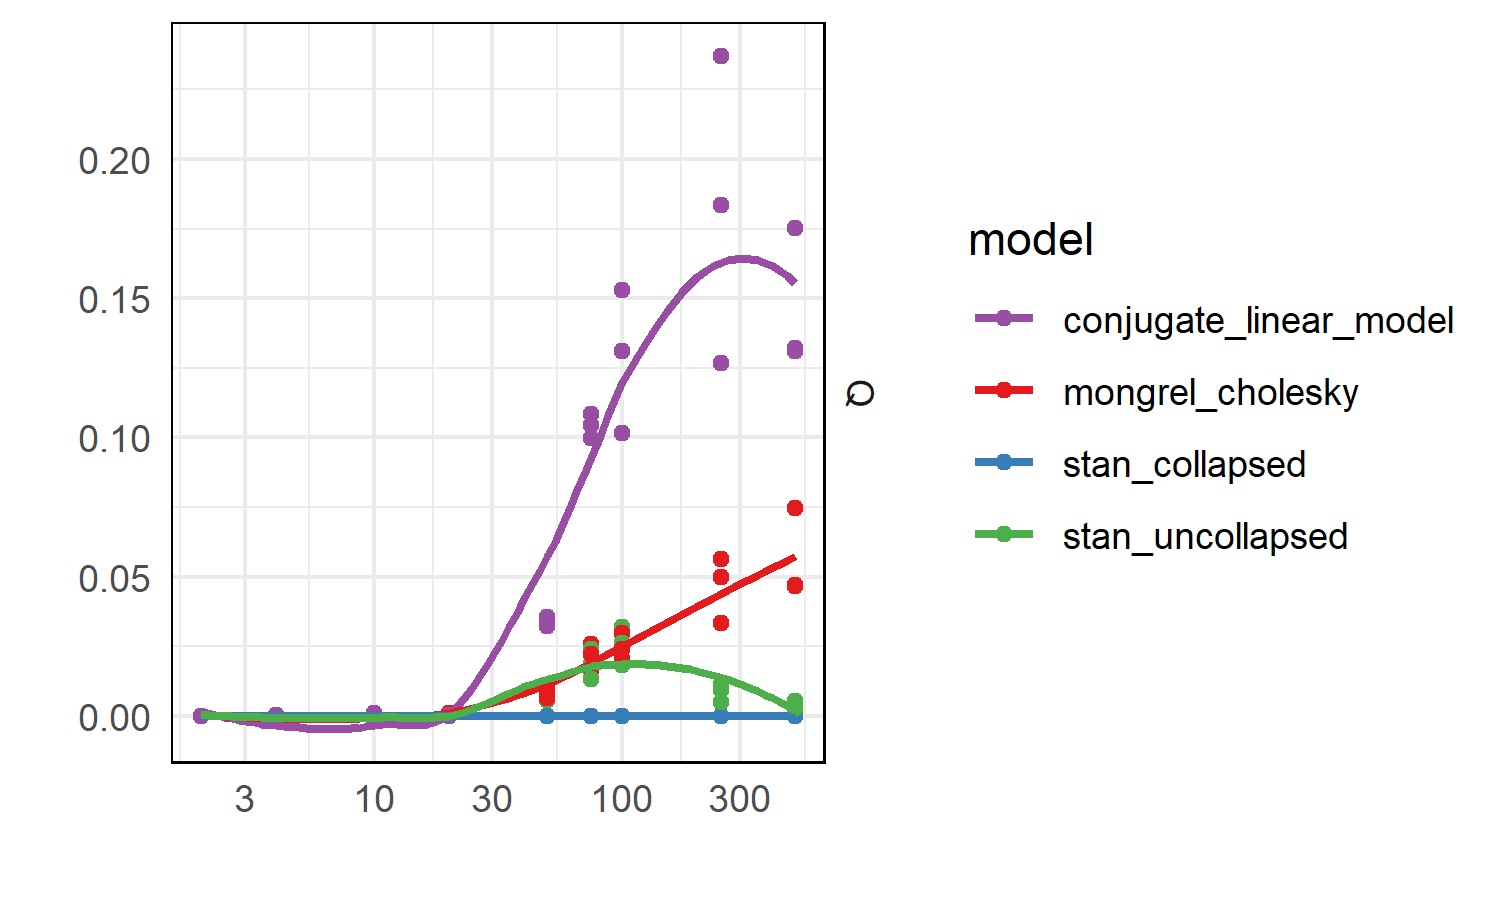 0.20
0.15
0.10
0.05
0.00
3 10 30 100 300
Q
model
conjugate_linear_model
mongrel_cholesky
stan_collapsed
stan_uncollapsed